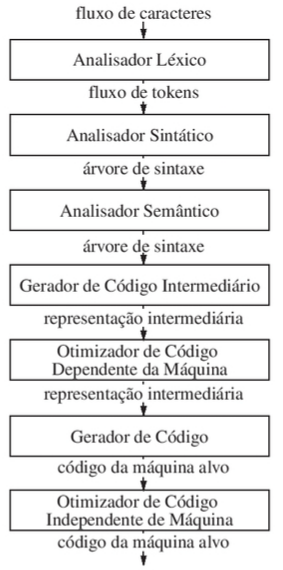 fluxo de caracteres
Analisador Léxico
fluxo de tokens
Analisador Sintático
árvore de sintaxe
Analisador Semântico
árvore de sintaxe
Gerador de Código Intermediário
representação intermediária
Otimizador de Código
Dependente da Máquina
representação intermediária
Gerador de Código
código da máquina alvo
Otimizador de Código
Independente de Máquina
código da máquina alvo